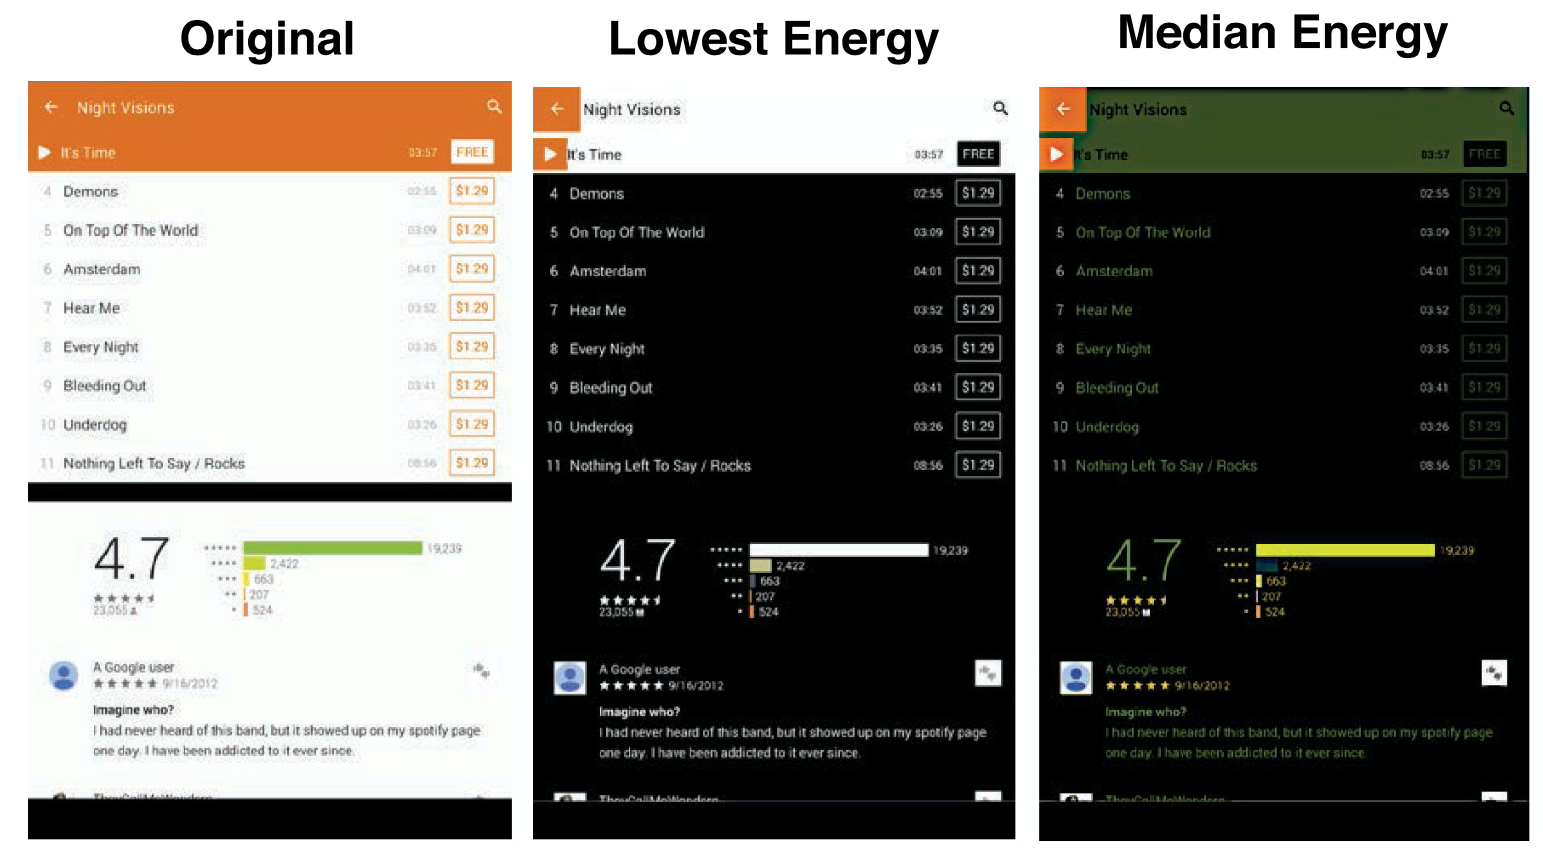 Original
Night Visions
It's Time 03:57 FREE
4 Demons 02:55 $1.29
5 On Top Of The World 03:09 $1.29
6 Amsterdam 04:01 $1.29
7 Hear Me 03:52 $1.29
8 Every Night 03:35 $1.29
9 Bleeding Out 03:41 $1.29
10 Underdog 03:26 $1.29
11 Nothing Left To Say / Rocks 08:56 $1.29
4.7
19,239
2,422
663
207
524
23,055
A Google user
9/16/2012
Imagine who?
I had never heard of this band, but it showed up on my spotify page
one day. I have been addicted to it ever since.
Lowest Energy
Night Visions
It's Time 03:57 FREE
4 Demons 02:55 $1.29
5 On Top Of The World 03:09 $1.29
6 Amsterdam 04:01 $1.29
7 Hear Me 03:52 $1.29
8 Every Night 03:35 $1.29
9 Bleeding Out 03:41 $1.29
10 Underdog 03:26 $1.29
11 Nothing Left To Say / Rocks 08:56 $1.29
4.7
19,239
2,422
663
207
524
23,055
A Google user
9/16/2012
Imagine who?
I had never heard of this band, but it showed up on my spotify page
one day. I have been addicted to it ever since.
Median Energy
Night Visions
It's Time 03:57 FREE
4 Demons 02:55 $1.29
5 On Top Of The World 03:09 $1.29
6 Amsterdam 04:01 $1.29
7 Hear Me 03:52 $1.29
8 Every Night 03:35 $1.29
9 Bleeding Out 03:41 $1.29
10 Underdog 03:26 $1.29
11 Nothing Left To Say / Rocks 08:56 $1.29
4.7
19,239
2,422
663
207
524
23,055
A Google user
9/16/2012
Imagine who?
I had never heard of this band, but it showed up on my spotify page
one day. I have been addicted to it ever since.